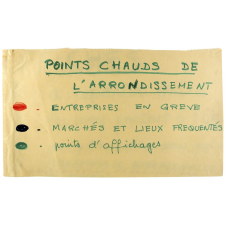 POINTS CHAUDS DE
L'ARRONDISSEMENT
. ENTREPRISES EN GREVE
. MARCHÉS ET LIEUX FREQUENTÉS
. points d'affichages